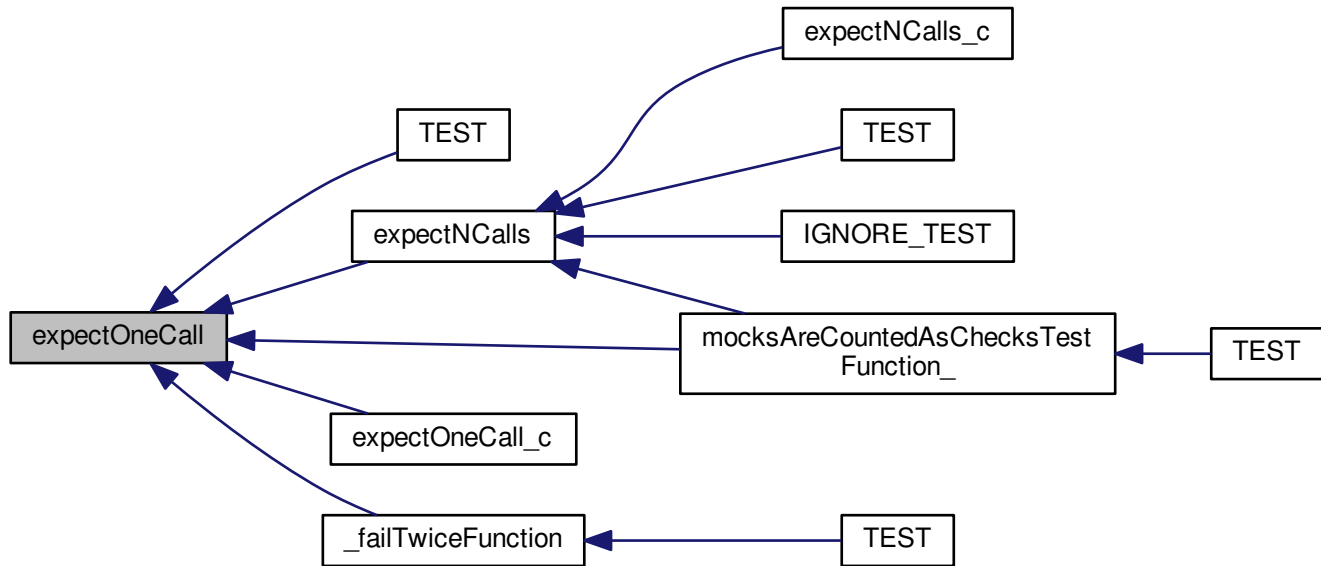 expectNCalls_c
TEST
TEST
expectNCalls
IGNORE_TEST
expectOneCall
mocksAreCountedAsChecksTest
Function_
TEST
expectOneCall_c
_failTwiceFunction
TEST